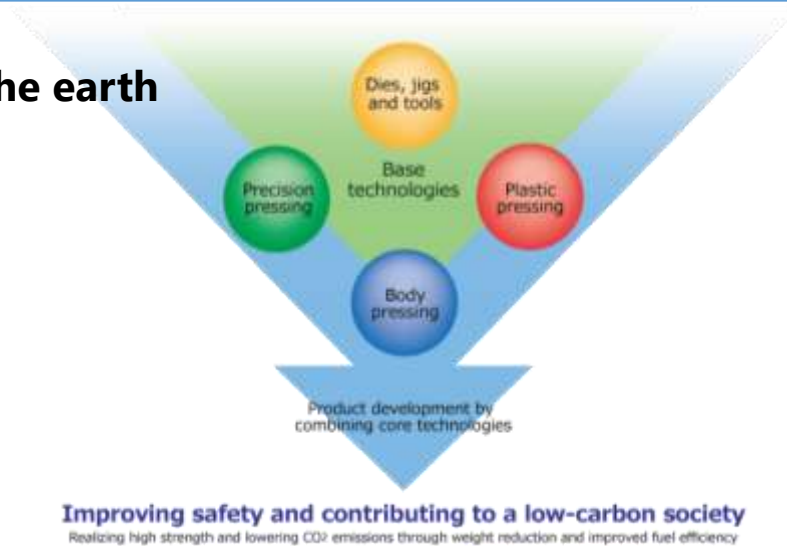 he earth
Dies, jigs
and tools
Base
technologies
Precision
pressing
Plastic
pressing
Body
pressing
Product development by
combining core technologies
Improving safety and contributing to a low-carbon society
Realizing high strength and lowering CO2 emissions through weight reduction and improved fuel efficiency